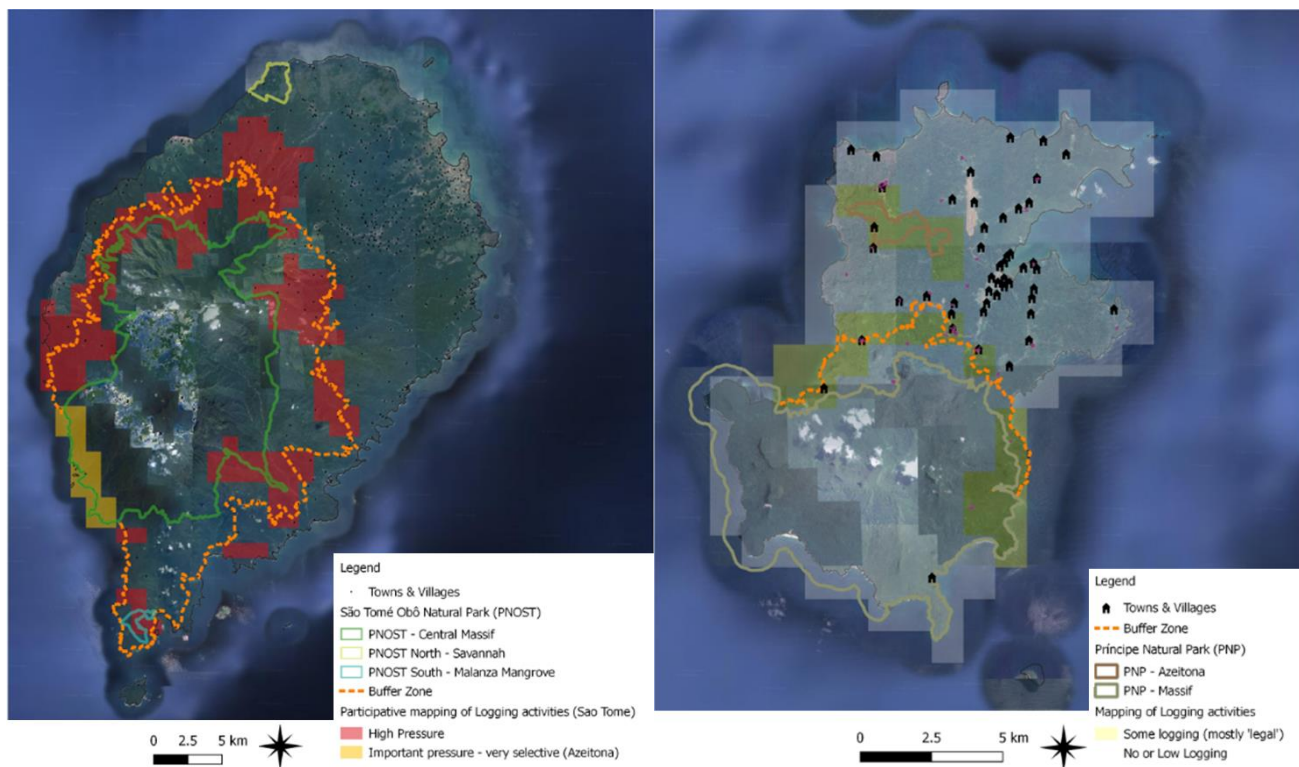 Legend
Towns & Villages
São Tomé Obô Natural Park (PNOST)
PNOST - Central Massif
PNOST North - Savannah
PNOST South - Malanza Mangrove
Buffer Zone
Participative mapping of Logging activities (Sao Tome)
High Pressure
Important pressure - very selective (Azeitona)
0 2.5 5 km
Legend
Towns & Villages
Buffer Zone
Príncipe Natural Park (PNP)
PNP - Azeitona
PNP - Massif
Mapping of Logging activities
Some logging (mostly 'legal')
No or Low Logging
0 2.5 5 km